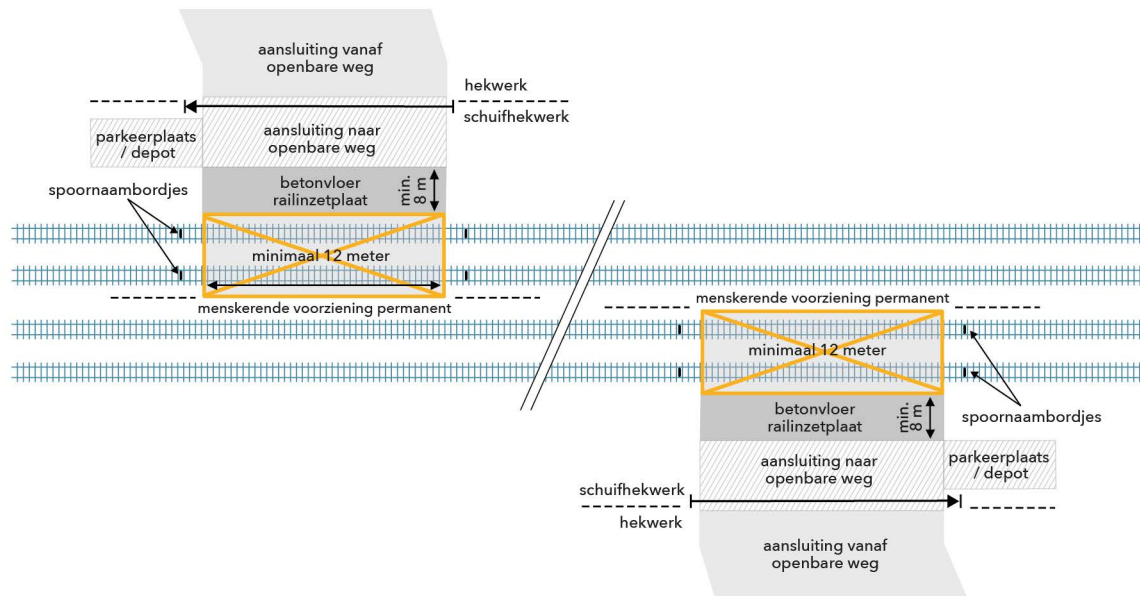 aansluiting vanaf
openbare weg
hekwerk
schuifhekwerk
parkeerplaats
/ depot
aansluiting naar
openbare weg
spoornaambordjes
betonvloer
railinzetplaat
min.
8 m
minimaal 12 meter
menskerende voorziening permanent
menskerende voorziening permanent
minimaal 12 meter
betonvloer
railinzetplaat
min.
8 m
spoornaambordjes
aansluiting naar
openbare weg
parkeerplaats
/ depot
schuifhekwerk
hekwerk
aansluiting vanaf
openbare weg